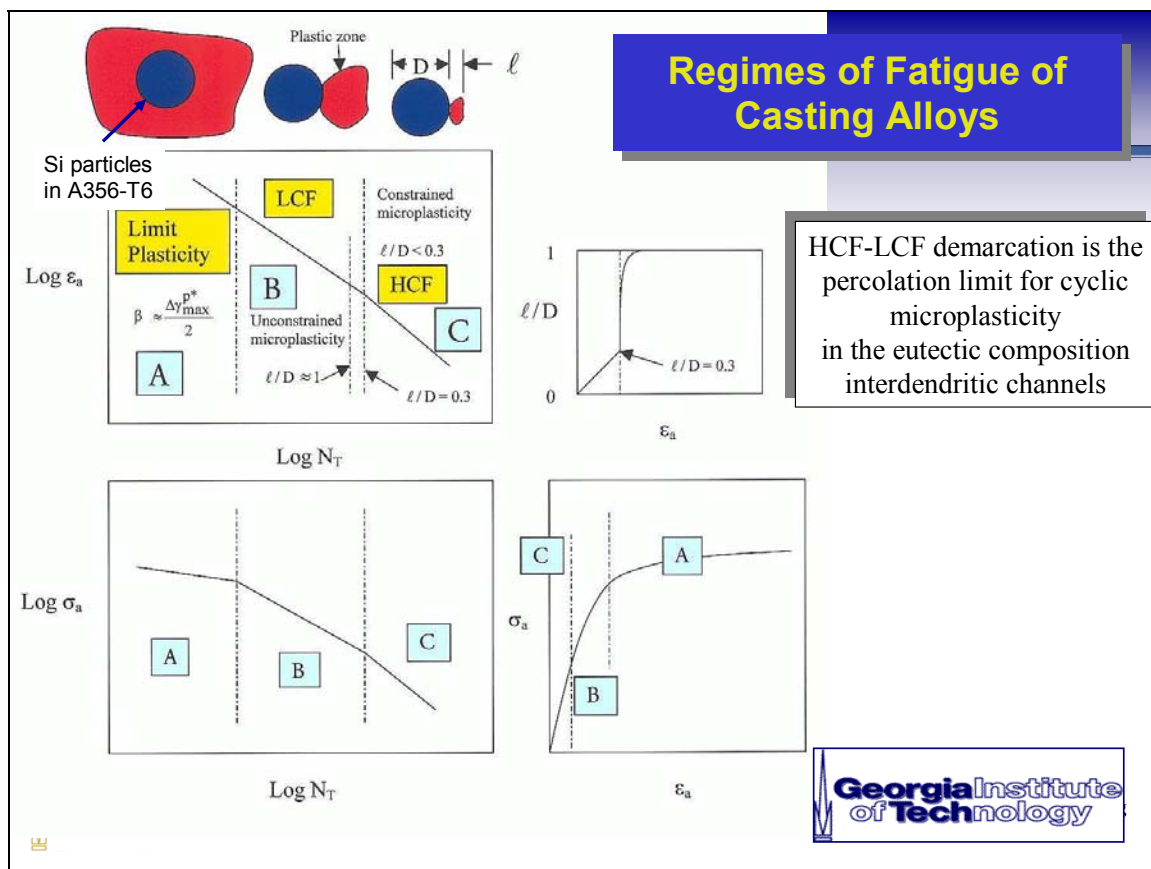 Regimes of Fatigue of
Casting Alloys
Plastic zone
D
ℓ
Si particles
in A356-T6
LCF
Constrained
microplasticity
Limit
Plasticity
ℓ/D<0.3
HCF
Log εa
B
β ≈ Δγ^p*_max / 2
C
Unconstrained
microplasticity
A
ℓ/D≈1
ℓ/D=0.3
Log NT
1
ℓ/D
ℓ/D=0.3
0
εa
HCF-LCF demarcation is the
percolation limit for cyclic
microplasticity
in the eutectic composition
interdendritic channels
Log σa
A
B
C
Log NT
C
A
σa
B
εa
Georgia Institute
of Technology